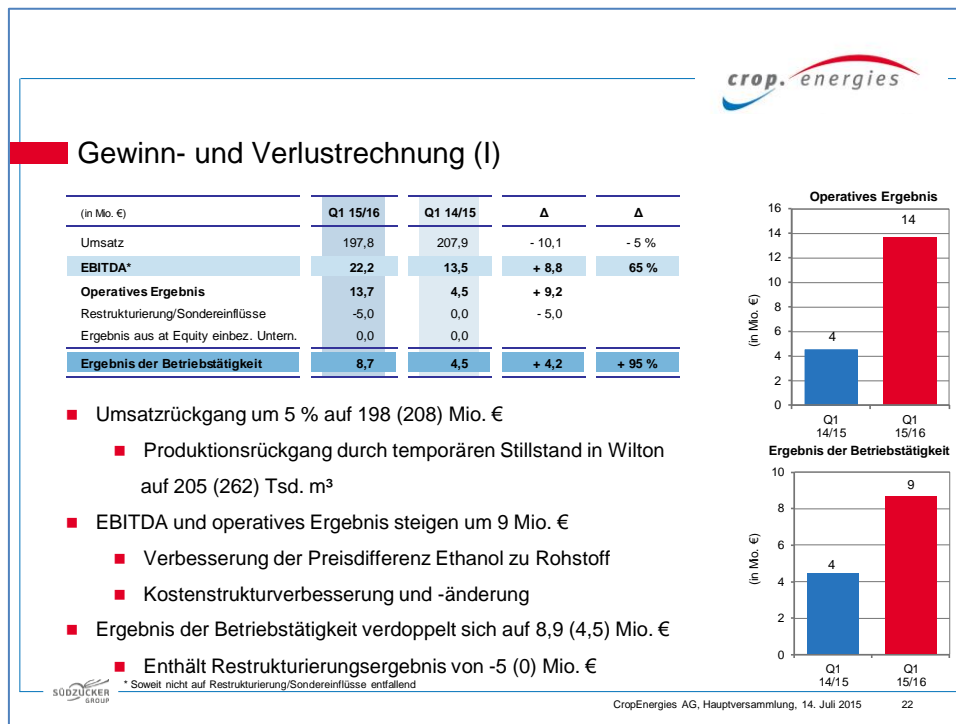 crop. energies
Gewinn- und Verlustrechnung (I)
(in Mio. €) Q1 15/16 Q1 14/15 Δ Δ
Umsatz 197,8 207,9 - 10,1 - 5 %
EBITDA* 22,2 13,5 + 8,8 65 %
Operatives Ergebnis 13,7 4,5 + 9,2
Restrukturierung/Sondereinflüsse -5,0 0,0 - 5,0
Ergebnis aus at Equity einbez. Untern. 0,0 0,0
Ergebnis der Betriebstätigkeit 8,7 4,5 + 4,2 + 95 %
Umsatzrückgang um 5 % auf 198 (208) Mio. €
Produktionsrückgang durch temporären Stillstand in Wilton
auf 205 (262) Tsd. m³
EBITDA und operatives Ergebnis steigen um 9 Mio. €
Verbesserung der Preisdifferenz Ethanol zu Rohstoff
Kostenstrukturverbesserung und -änderung
Ergebnis der Betriebstätigkeit verdoppelt sich auf 8,9 (4,5) Mio. €
Enthält Restrukturierungsergebnis von -5 (0) Mio. €
* Soweit nicht auf Restrukturierung/Sondereinflüsse entfallend
Operatives Ergebnis
(in Mio. €)
16
14
12
10
8
6
4
2
0
4
14
Q1 Q1
14/15 15/16
Ergebnis der Betriebstätigkeit
(in Mio. €)
10
8
6
4
2
0
4
9
Q1 Q1
14/15 15/16
SÜDZUCKER
GROUP
CropEnergies AG, Hauptversammlung, 14. Juli 2015 22